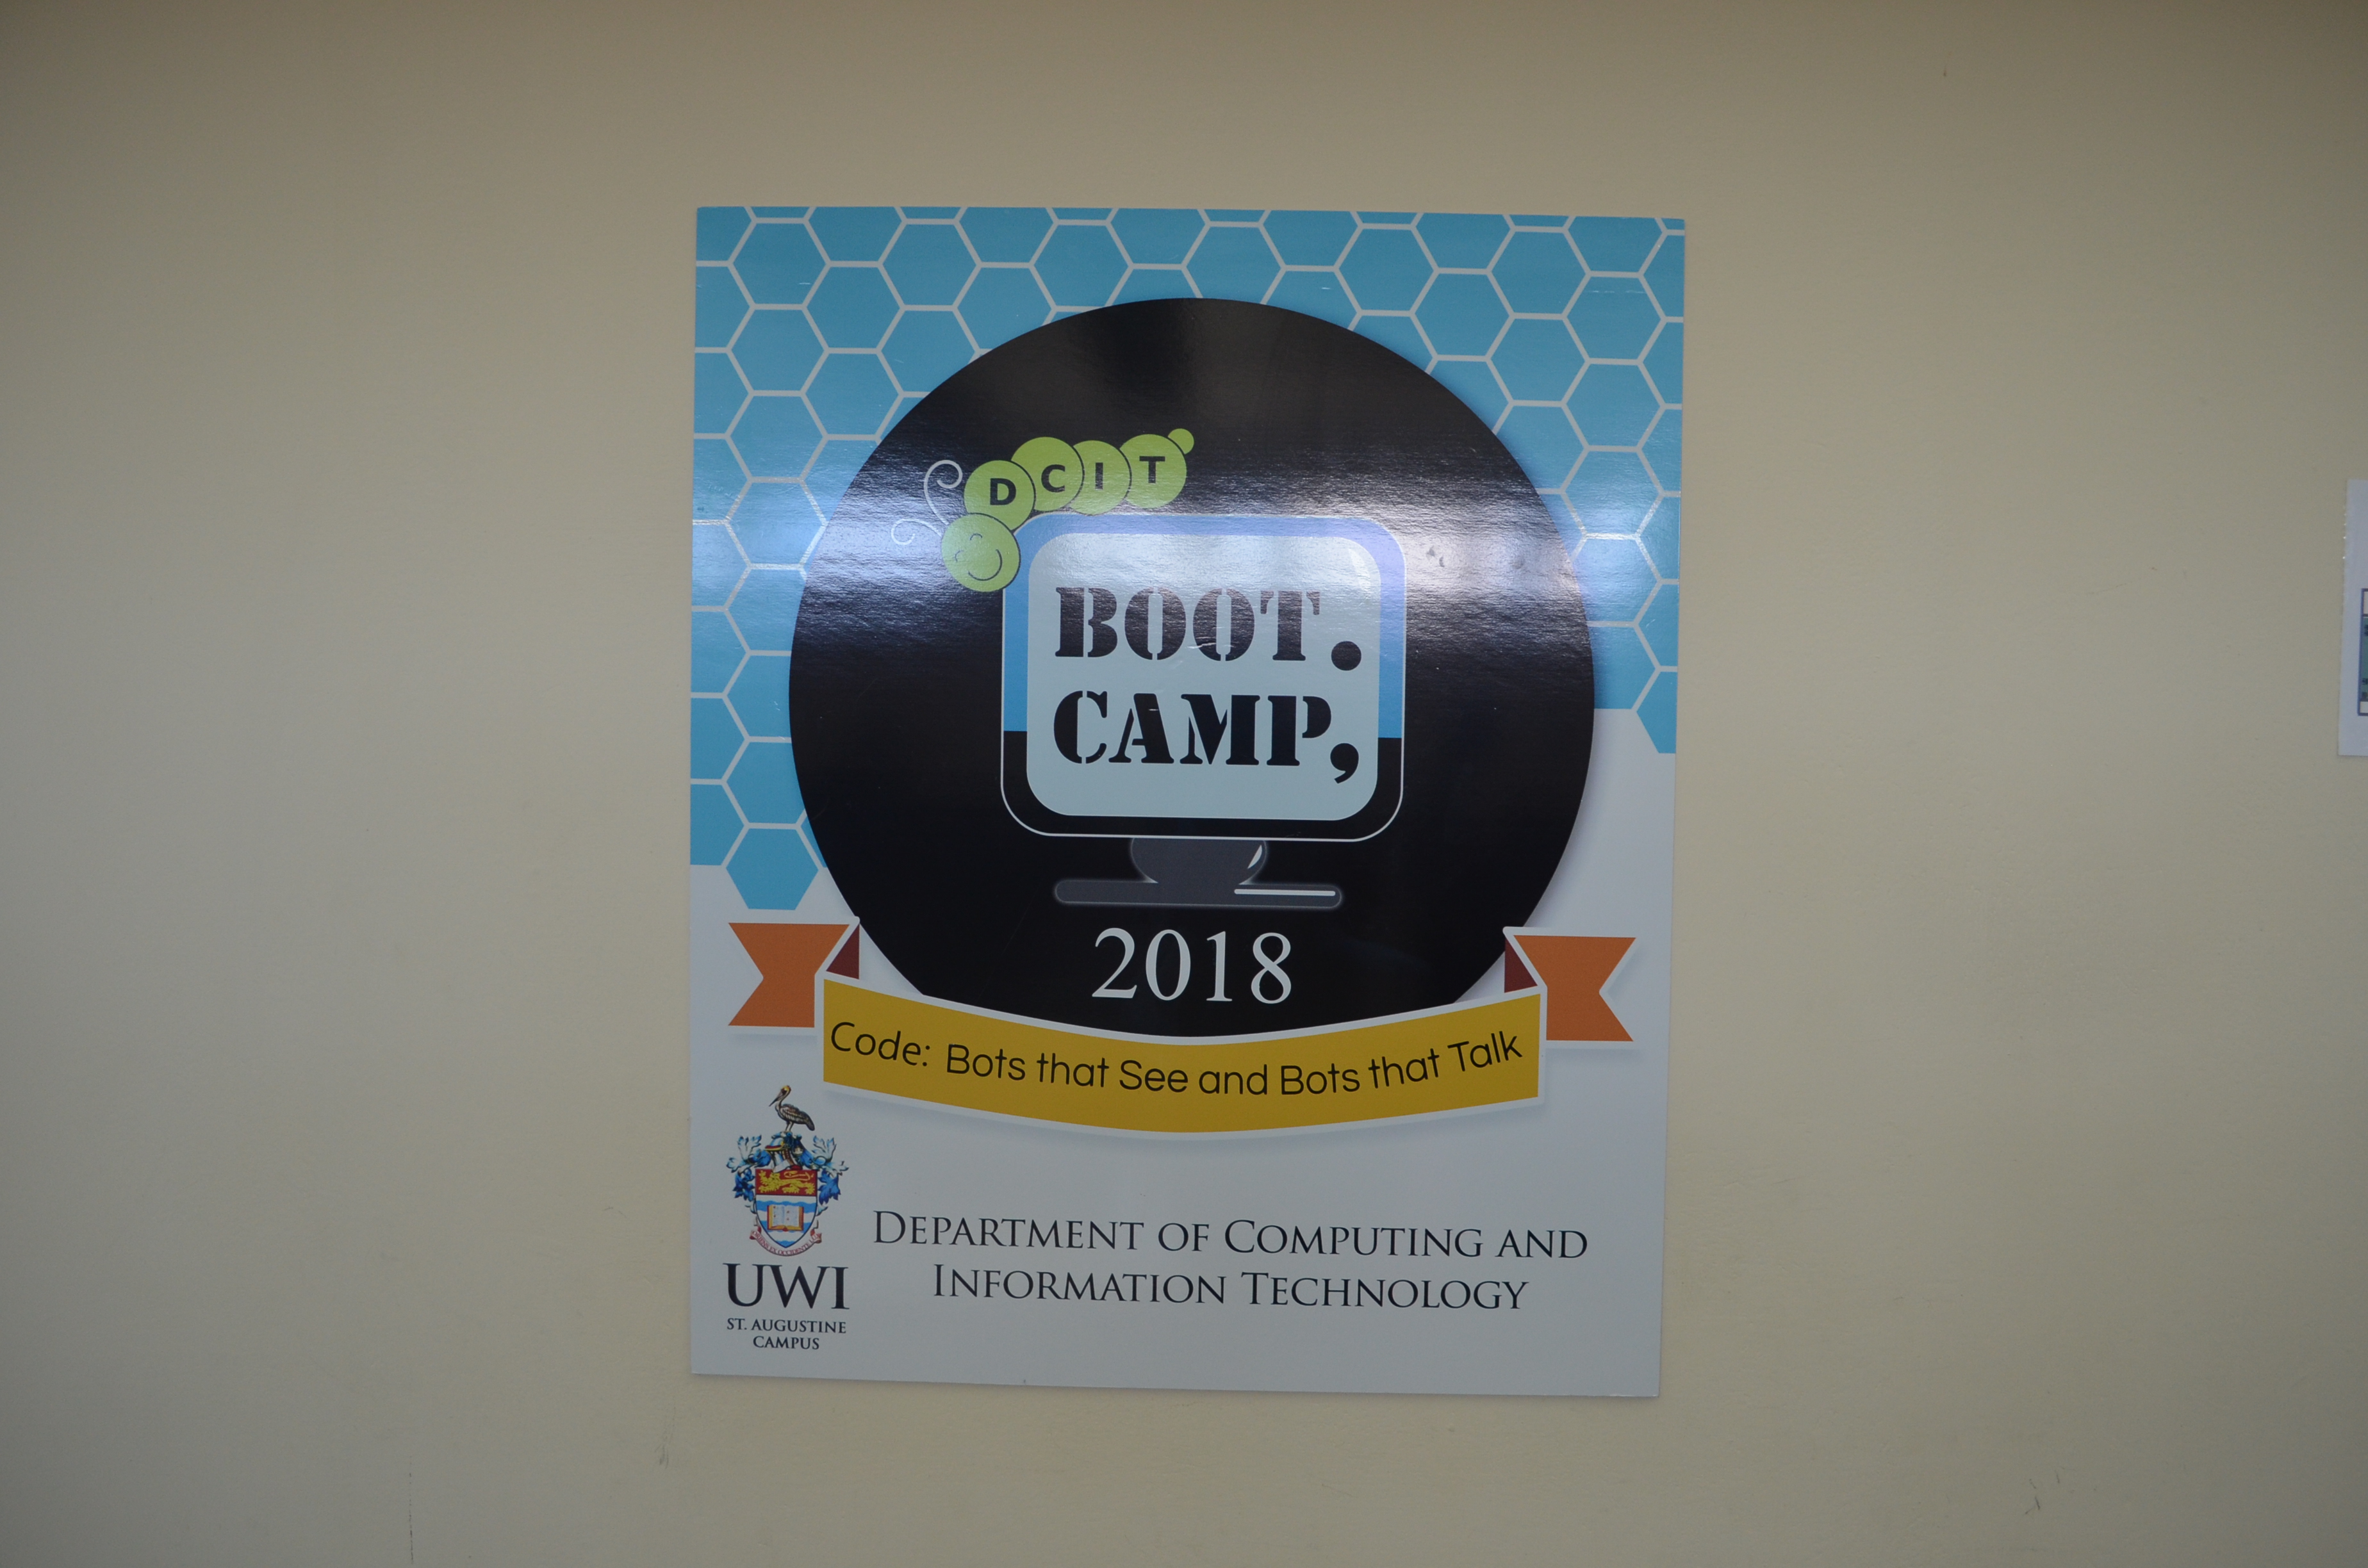 DCIT
BOOT.
CAMP,
2018
Code: Bots that See and Bots that Talk
UWI
ST. AUGUSTINE
CAMPUS
DEPARTMENT OF COMPUTING AND
INFORMATION TECHNOLOGY